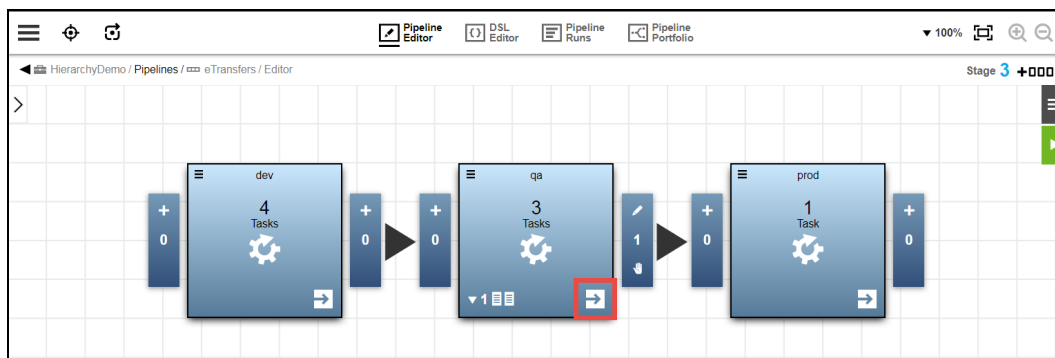 Pipeline Editor
DSL Editor
Pipeline Runs
Pipeline Portfolio
▼ 100%
HierarchyDemo / Pipelines / eTransfers / Editor
Stage 3
dev
4
Tasks
+
0
+
0
qa
3
Tasks
+
0
1
▼ 1
prod
1
Task
+
0
+
0